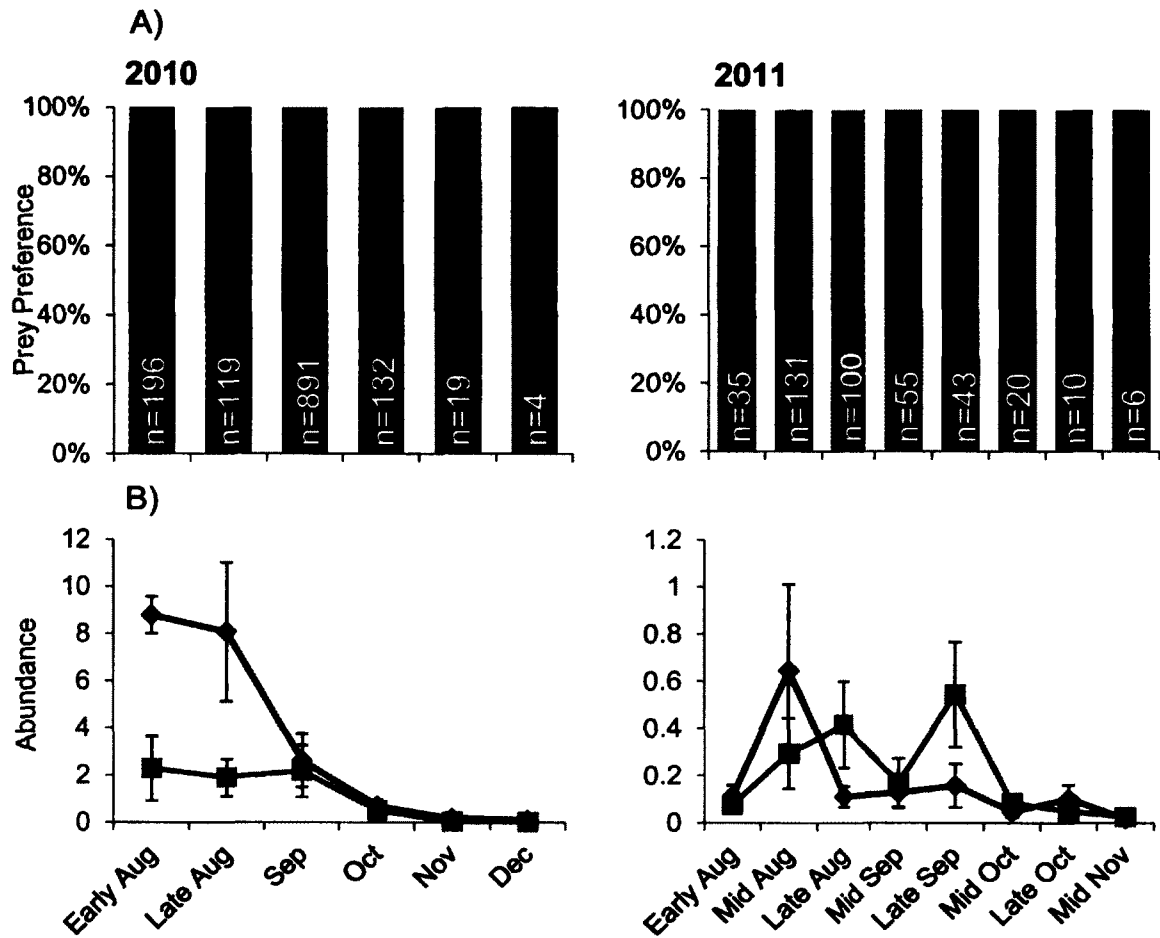 A)
2010
2011
Prey Preference
100%
80%
60%
40%
20%
0%
n=196
n=119
n=891
n=132
n=19
n=4
100%
80%
60%
40%
20%
0%
n=35
n=131
n=100
n=55
n=43
n=20
n=10
n=6
B)
Abundance
12
10
8
6
4
2
0
Early Aug
Late Aug
Sep
Oct
Nov
Dec
1.2
1
0.8
0.6
0.4
0.2
0
Early Aug
Mid Aug
Late Aug
Mid Sep
Late Sep
Mid Oct
Late Oct
Mid Nov